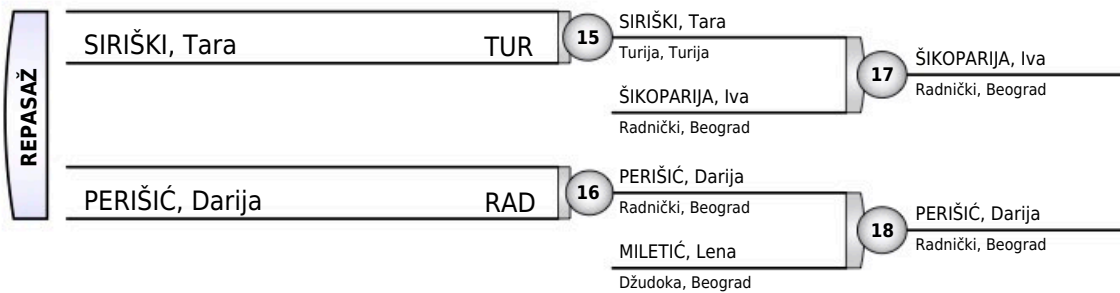 REPASAŽ
SIRIŠKI, Tara TUR
15
SIRIŠKI, Tara
Turija, Turija
ŠIKOPARIJA, Iva
Radnički, Beograd
17
ŠIKOPARIJA, Iva
Radnički, Beograd
PERIŠIĆ, Darija RAD
16
PERIŠIĆ, Darija
Radnički, Beograd
MILETIĆ, Lena
Džudoka, Beograd
18
PERIŠIĆ, Darija
Radnički, Beograd